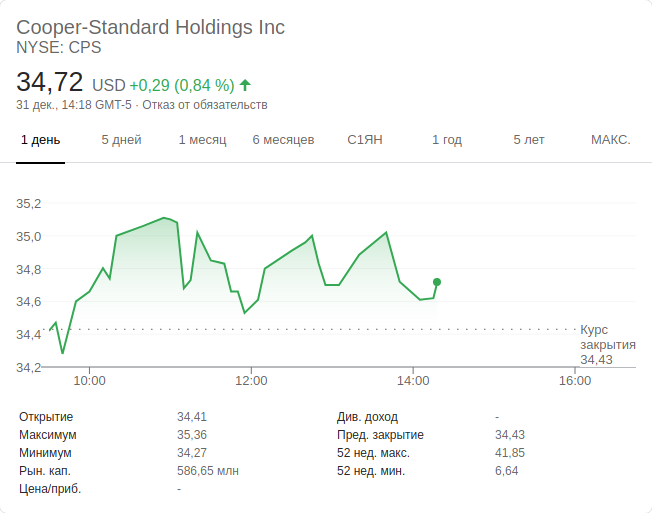 Cooper-Standard Holdings Inc
NYSE: CPS
34,72 USD +0,29 (0,84 %)
31 дек., 14:18 GMT-5 · Отказ от обязательств
1 день 5 дней 1 месяц 6 месяцев С1ЯН 1 год 5 лет МАКС.
35,2
35,0
34,8
34,6
34,4
Курс
закрытия
34,43
34,2
10:00 12:00 14:00 16:00
Открытие 34,41 Див. доход -
Максимум 35,36 Пред. закрытие 34,43
Минимум 34,27 52 нед. макс. 41,85
Рын. кап. 586,65 млн 52 нед. мин. 6,64
Цена/приб. -